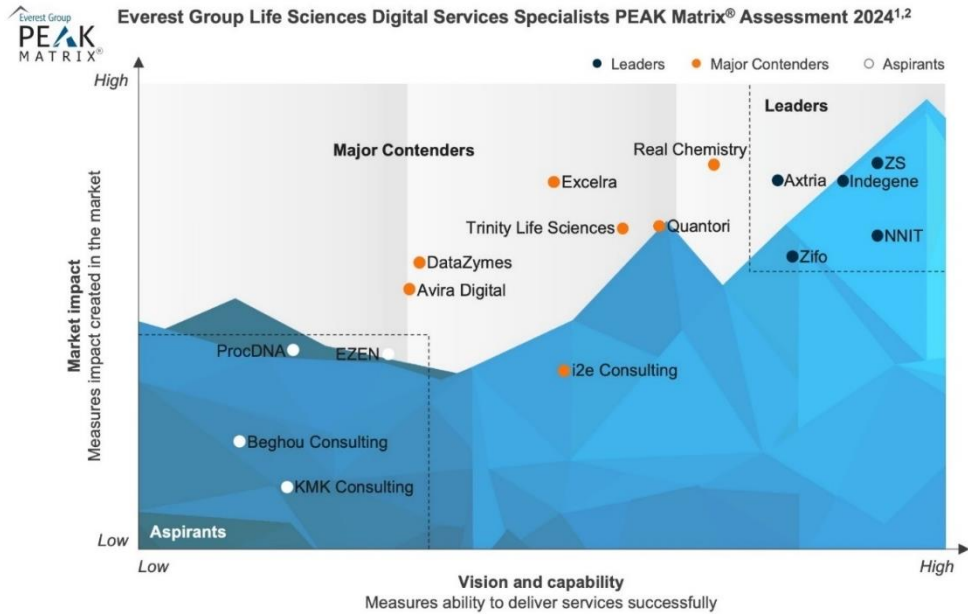 Everest Group
PEAK
MATRIX®
Everest Group Life Sciences Digital Services Specialists PEAK Matrix® Assessment 2024¹,²
Leaders
Major Contenders
Aspirants
High
Leaders
Major Contenders
Real Chemistry
ZS
Excelra
Axtria
Indegene
Trinity Life Sciences
Quantori
NNIT
DataZymes
Zifo
Avira Digital
Market impact
Measures impact created in the market
ProcDNA
EZEN
i2e Consulting
Beghou Consulting
KMK Consulting
Aspirants
Low
Low
High
Vision and capability
Measures ability to deliver services successfully